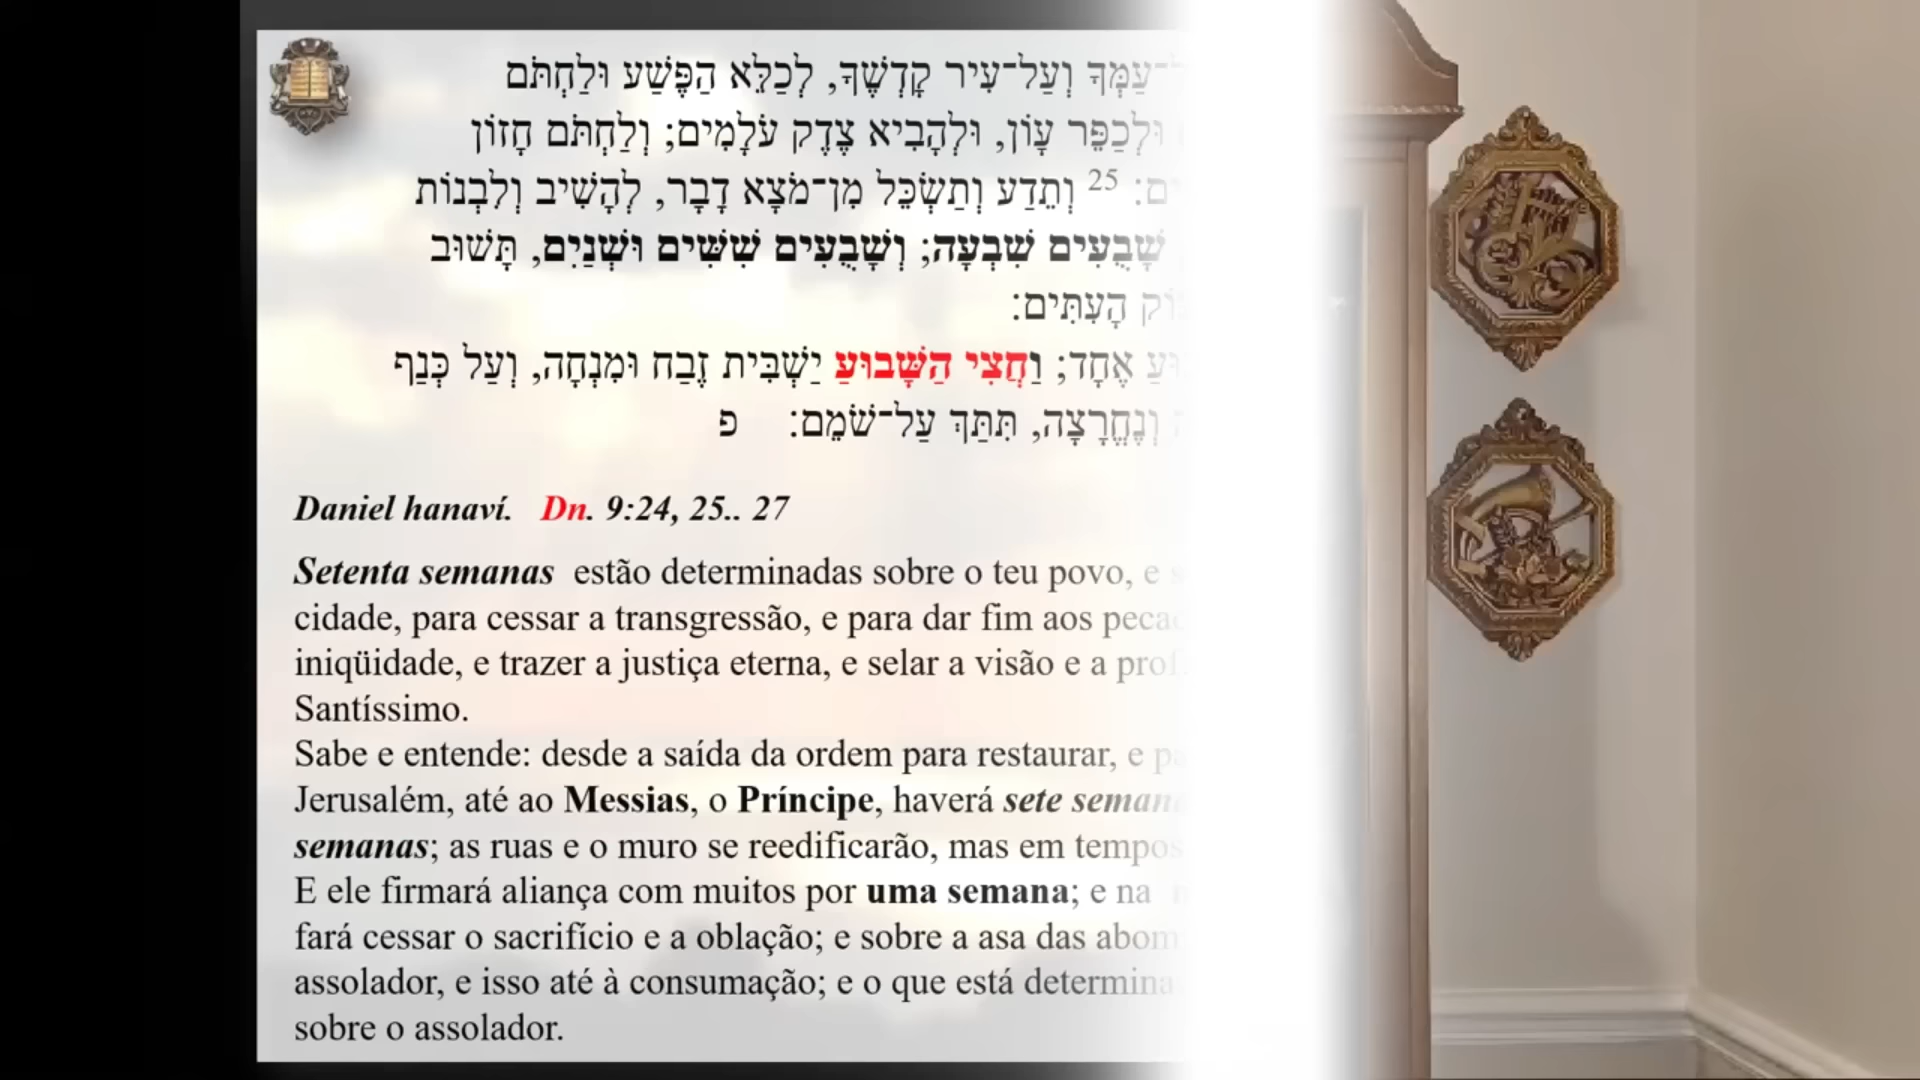 עַמְּךָ וְעַל־עִיר קָדְשֶׁךָ, לְכַלֵּא הַפֶּשַׁע וּלַחְתֹּם
וּלְכַפֵּר עָוֺן, וּלְהָבִיא צֶדֶק עֹלָמִים; וְלַחְתֹּם חָזוֹן
25 וְתֵדַע וְתַשְׂכֵּל מִן־מֹצָא דָבָר, לְהָשִׁיב וְלִבְנוֹת
שָׁבֻעִים שִׁבְעָה; וְשָׁבֻעִים שִׁשִּׁים וּשְׁנַיִם, תָּשׁוּב
הָעִתִּים:
אֶחָד; וַחֲצִי הַשָּׁבוּעַ יַשְׁבִּית זֶבַח וּמִנְחָה, וְעַל כְּנַף
וְנֶחֱרָצָה, תִּתַּךְ עַל־שֹׁמֵם: פ
Daniel hanaví. Dn. 9:24, 25.. 27
Setenta semanas estão determinadas sobre o teu povo, e
cidade, para cessar a transgressão, e para dar fim aos
iniqüidade, e trazer a justiça eterna, e selar a visão e a
Santíssimo.
Sabe e entende: desde a saída da ordem para restaurar, e
Jerusalém, até ao Messias, o Príncipe, haverá sete
semanas; as ruas e o muro se reedificarão, mas em tempos
E ele firmará aliança com muitos por uma semana; e na
fará cessar o sacrifício e a oblação; e sobre a asa das
assolador, e isso até à consumação; e o que está
sobre o assolador.